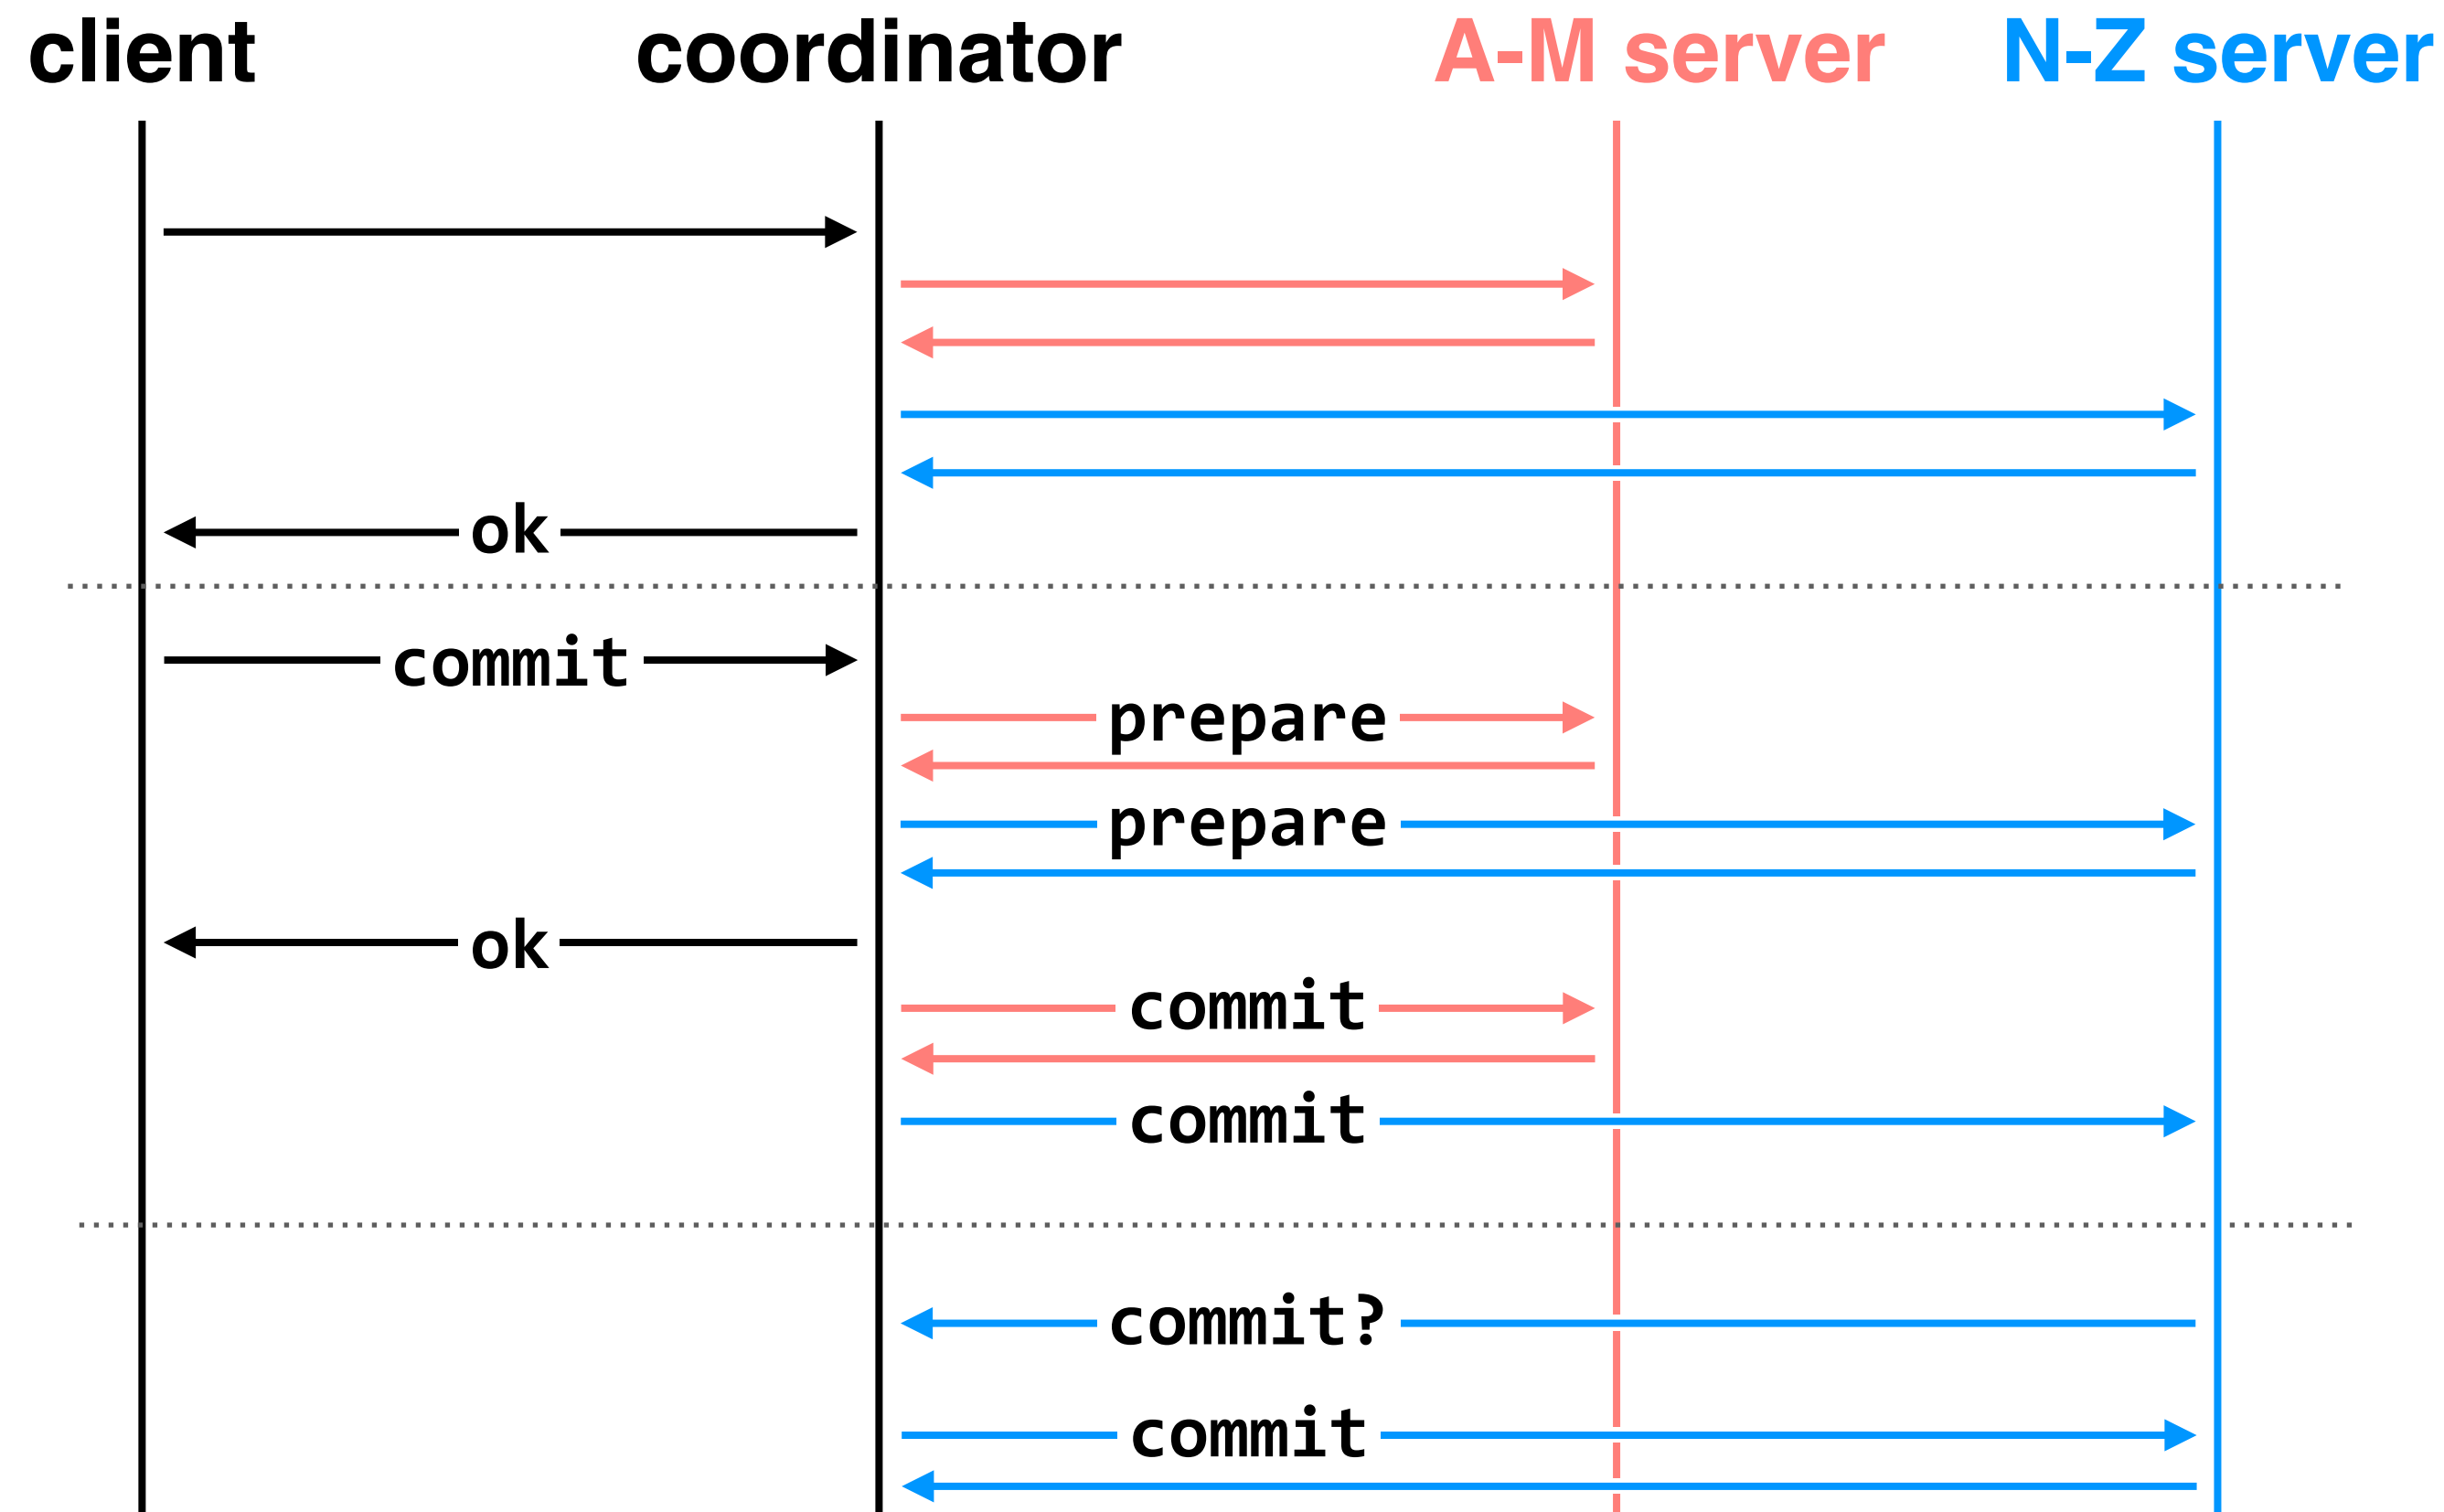 client coordinator A-M server N-Z server
ok
commit
prepare
prepare
ok
commit
commit
commit?
commit